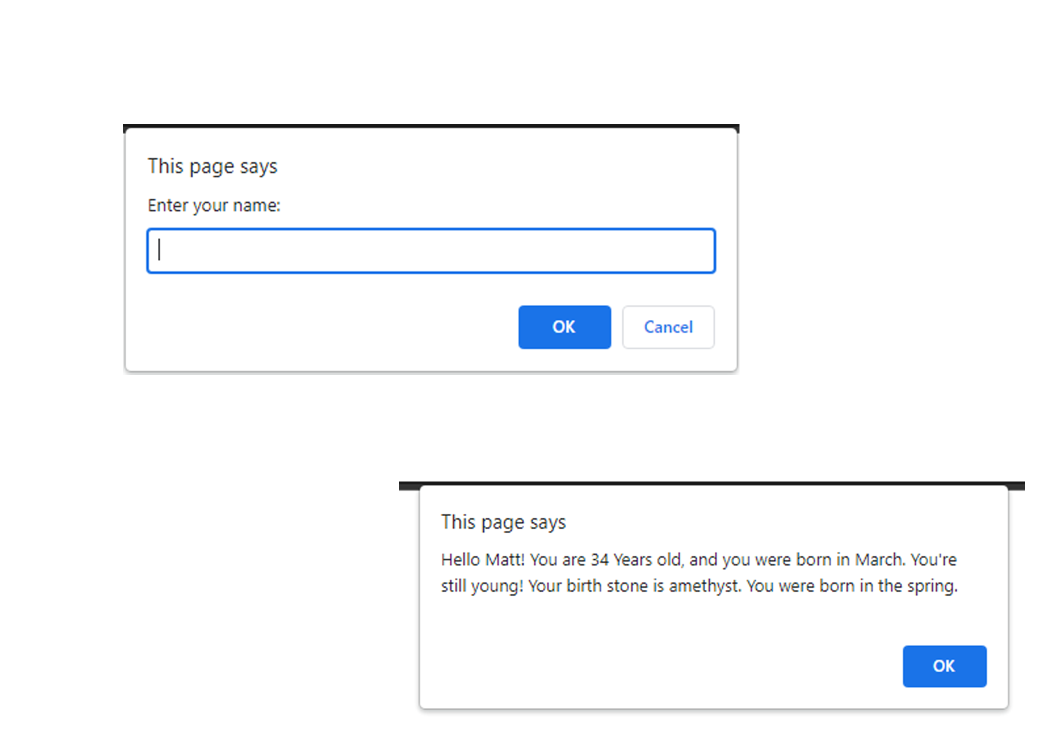 This page says
Enter your name:
OK
Cancel
This page says
Hello Matt! You are 34 Years old, and you were born in March. You're
still young! Your birth stone is amethyst. You were born in the spring.
OK